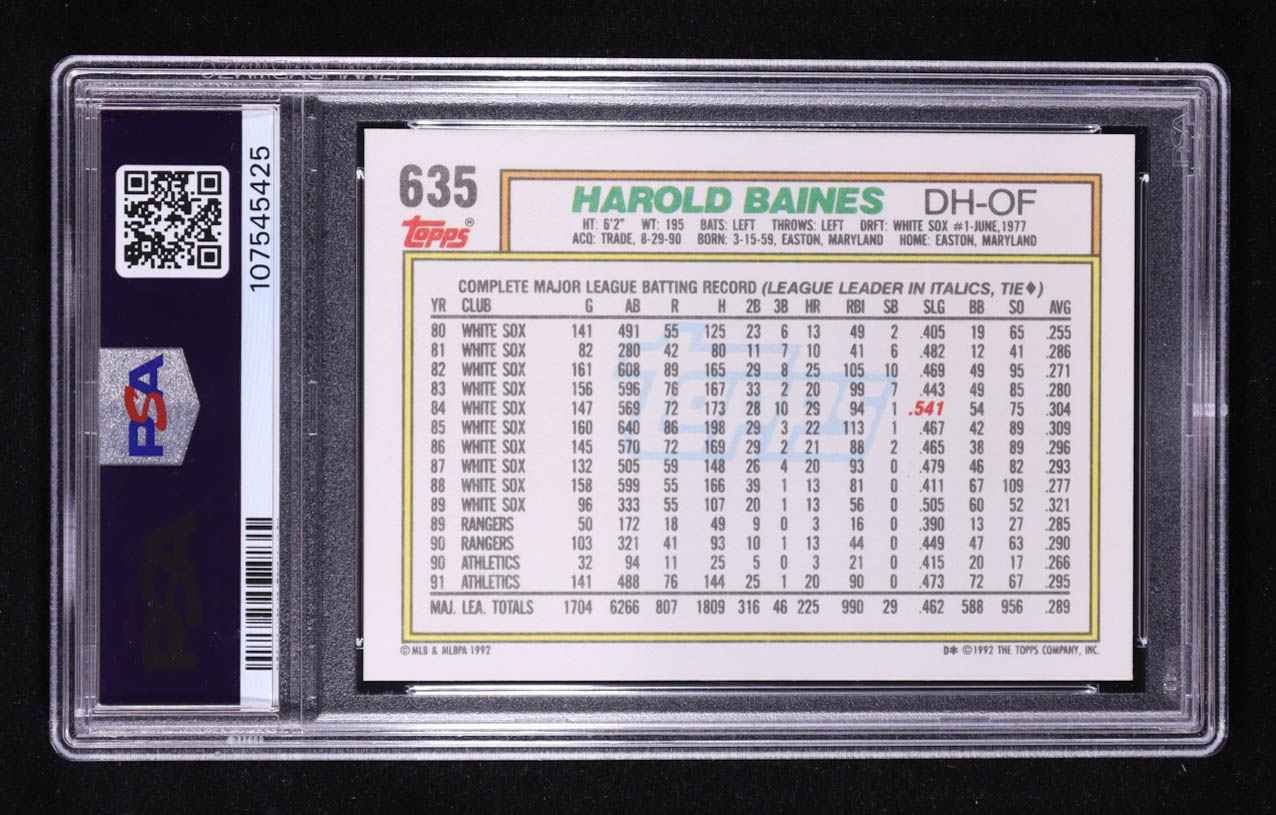 635
Topps®
HAROLD BAINES DH-OF
HT: 6'2" WT: 195 BATS: LEFT THROWS: LEFT DRFT: WHITE SOX #1-JUNE,1977
ACQ: TRADE, 8-29-90 BORN: 3-15-59, EASTON, MARYLAND HOME: EASTON, MARYLAND
COMPLETE MAJOR LEAGUE BATTING RECORD (LEAGUE LEADER IN ITALICS, TIE♦)
YR CLUB G AB R H 2B 3B HR RBI SB SLG BB SO AVG
80 WHITE SOX 141 491 55 125 23 6 13 49 2 .405 19 65 .255
81 WHITE SOX 82 280 42 80 11 7 10 41 6 .482 12 41 .286
82 WHITE SOX 161 608 89 165 29 8 25 105 10 .469 49 95 .271
83 WHITE SOX 156 596 76 167 33 2 20 99 7 .443 49 85 .280
84 WHITE SOX 147 569 72 173 28 10 29 94 1 .541 54 75 .304
85 WHITE SOX 160 640 86 198 29 3 22 113 1 .467 42 89 .309
86 WHITE SOX 145 570 72 169 29 2 21 88 2 .465 38 89 .296
87 WHITE SOX 132 505 59 148 26 4 20 93 0 .479 46 82 .293
88 WHITE SOX 158 599 55 166 39 1 13 81 0 .411 67 109 .277
89 WHITE SOX 96 333 55 107 20 1 13 56 0 .505 60 52 .321
89 RANGERS 50 172 18 49 9 0 3 16 0 .390 13 27 .285
90 RANGERS 103 321 41 93 10 1 13 44 0 .449 47 63 .290
90 ATHLETICS 32 94 11 25 5 0 3 21 0 .415 20 17 .266
91 ATHLETICS 141 488 76 144 25 1 20 90 0 .473 72 67 .295
MAJ. LEA. TOTALS 1704 6266 807 1809 316 46 225 990 29 .462 588 956 .289
Topps
©MLB & MLBPA 1992
D* ©1992 THE TOPPS COMPANY, INC.
107545425
PSA
PSA